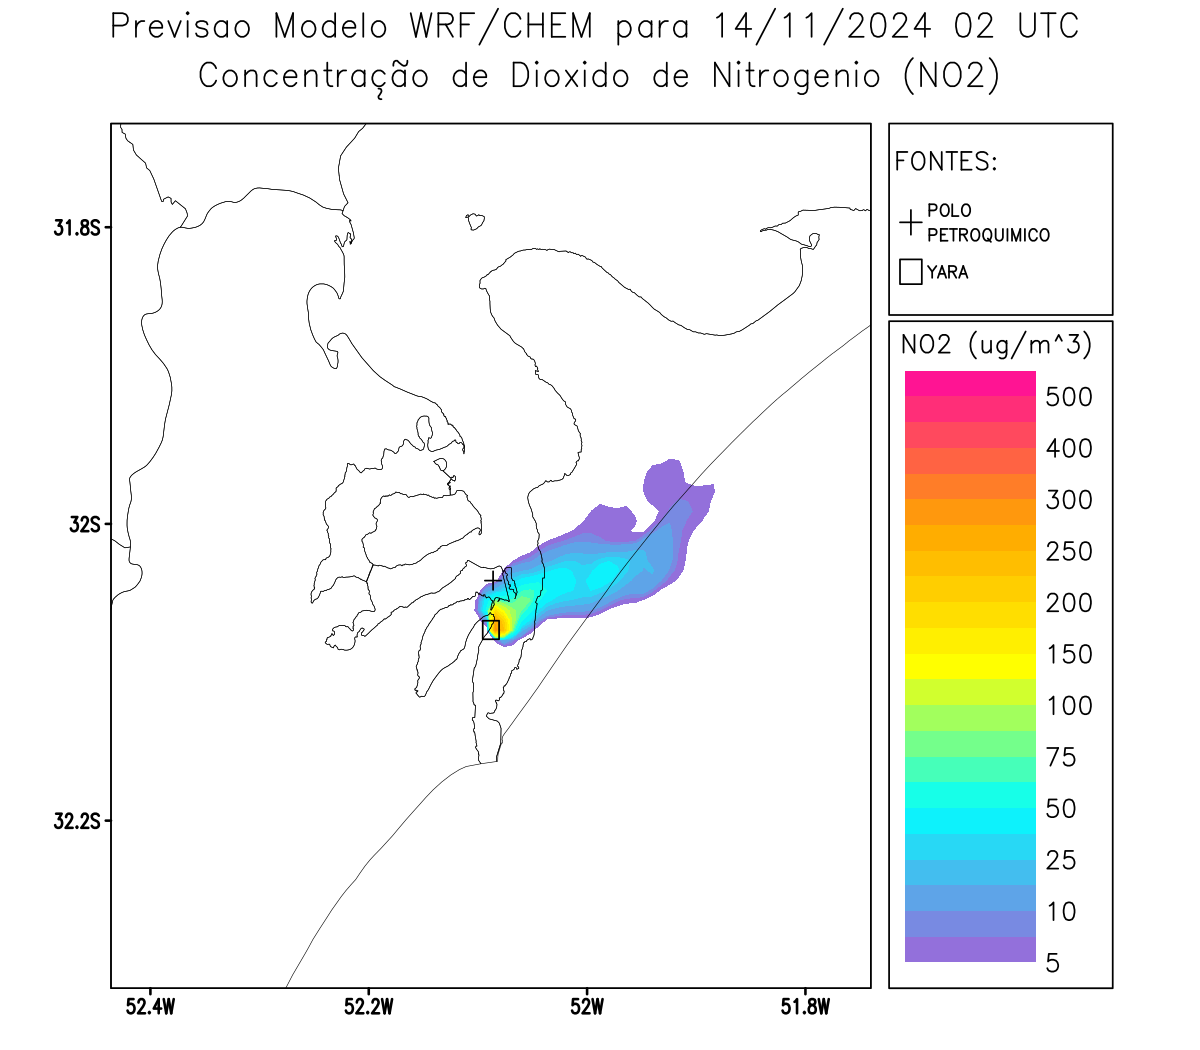 Previsao Modelo WRF/CHEM para 14/11/2024 02 UTC
Concentração de Dioxido de Nitrogenio (NO2)
FONTES:
POLO
PETROQUIMICO
YARA
NO2 (ug/m^3)
500
400
300
250
200
150
100
75
50
25
10
5
31.8S
32S
32.2S
52.4W
52.2W
52W
51.8W